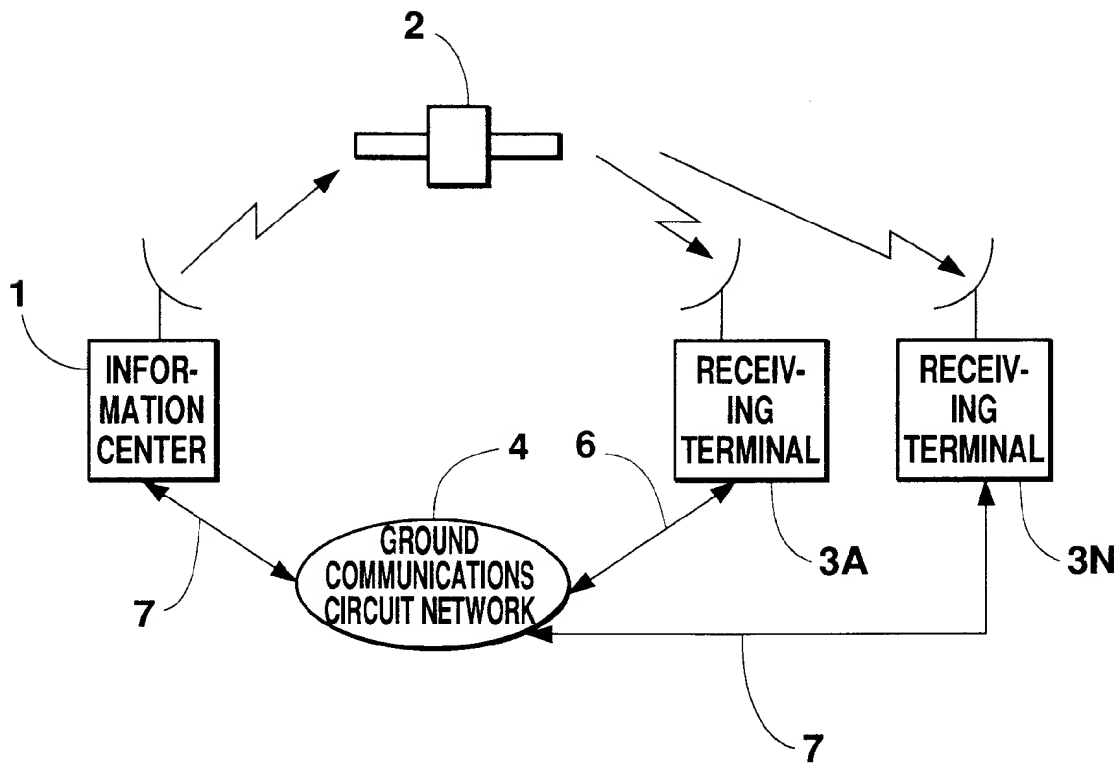 2
1
INFOR-
MATION
CENTER
RECEIV-
ING
TERMINAL
RECEIV-
ING
TERMINAL
4
6
GROUND
COMMUNICATIONS
CIRCUIT NETWORK
3A
3N
7
7